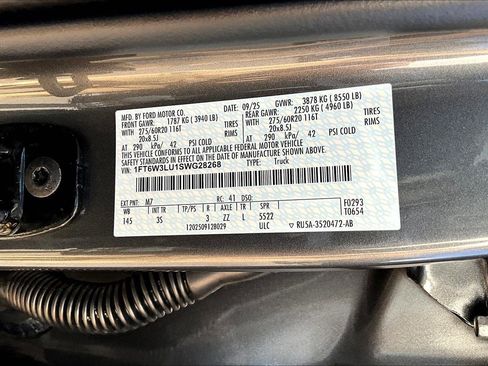 MFD. BY FORD MOTOR CO. 09/25 GVWR: 3878 KG ( 8550 LB)
FRONT GAWR: 1787 KG ( 3940 LB) REAR GAWR: 2250 KG ( 4960 LB)
275/60R20 116T TIRES 275/60R20 116T TIRES
WITH 20x8.5J WITH 20x8.5J
AT 290 kPa/ 42 PSI COLD AT 290 kPa/ 42 PSI COLD
THIS VEHICLE CONFORMS TO ALL APPLICABLE FEDERAL MOTOR VEHICLE
SAFETY STANDARDS IN EFFECT ON THE DATE OF MANUFACTURE SHOWN ABOVE.
VIN: 1FT6W3LU1SWG28268 TYPE: Truck
EXT PNT: M7 RC: 41 DSO:
WB INT TR TP/PS R AXLE TR SPR
145 3S 3 ZZ L 5522
1202509128029 ULC
F0293
T0654
▽ RU5A-3520472-AB